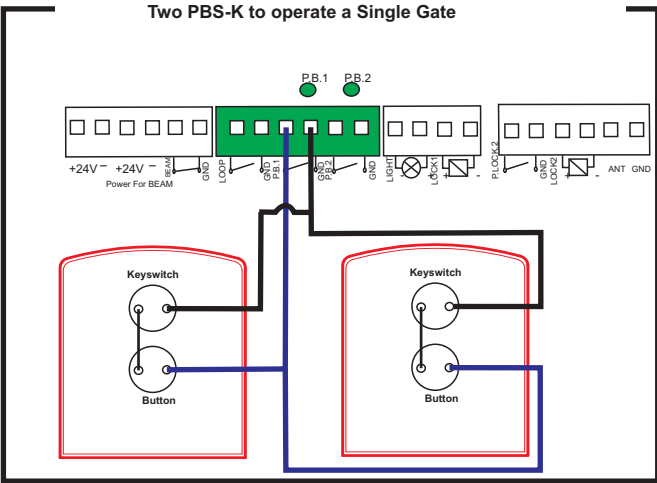 Two PBS-K to operate a Single Gate
P.B.1 P.B.2
+24V - +24V - BEAM GND LOOP GND P.B.1 GND P.B.2 GND LIGHT - + LOCK1 + - P.LOCK.2 GND LOCK2 + - ANT GND
Power For BEAM
Keyswitch Keyswitch
Button Button